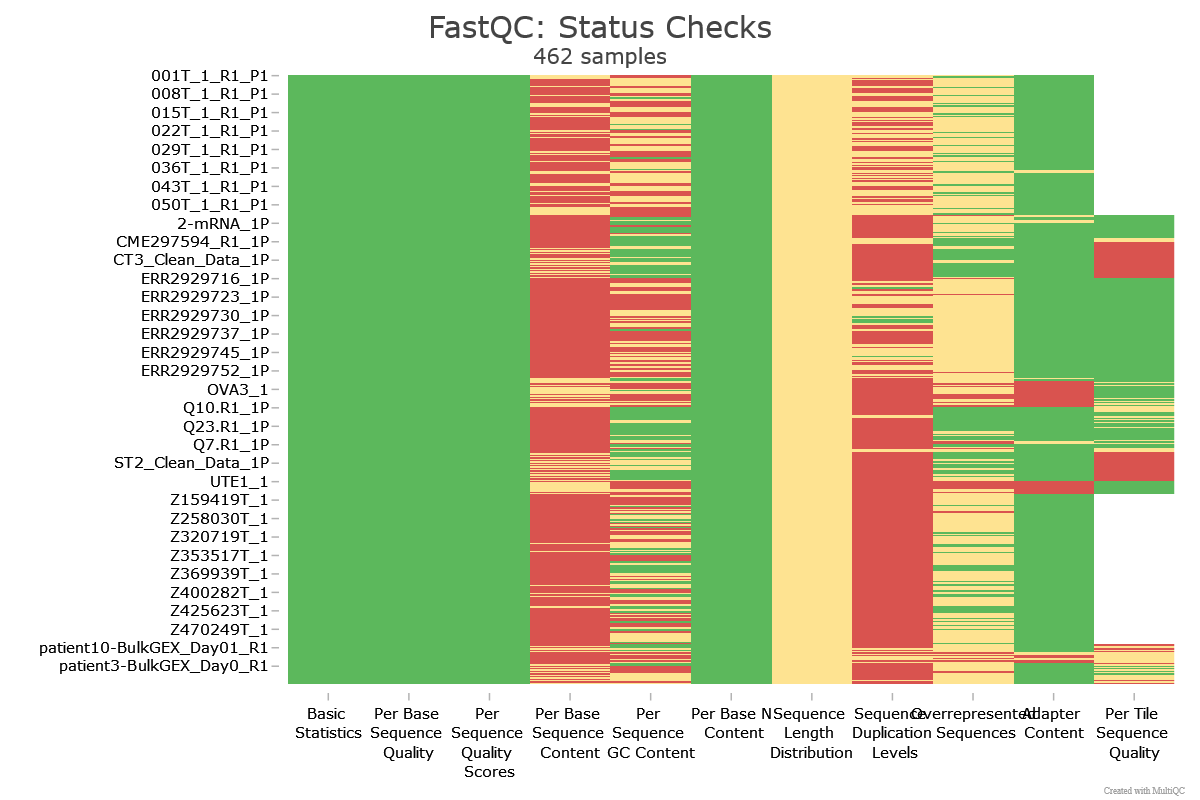 FastQC: Status Checks
462 samples
001T_1_R1_P1
008T_1_R1_P1
015T_1_R1_P1
022T_1_R1_P1
029T_1_R1_P1
036T_1_R1_P1
043T_1_R1_P1
050T_1_R1_P1
2-mRNA_1P
CME297594_R1_1P
CT3_Clean_Data_1P
ERR2929716_1P
ERR2929723_1P
ERR2929730_1P
ERR2929737_1P
ERR2929745_1P
ERR2929752_1P
OVA3_1
Q10.R1_1P
Q23.R1_1P
Q7.R1_1P
ST2_Clean_Data_1P
UTE1_1
Z159419T_1
Z258030T_1
Z320719T_1
Z353517T_1
Z369939T_1
Z400282T_1
Z425623T_1
Z470249T_1
patient10-BulkGEX_Day01_R1
patient3-BulkGEX_Day0_R1
Basic
Statistics
Per Base
Sequence
Quality
Per
Sequence
Quality
Scores
Per Base
Sequence
Content
Per
Sequence
GC Content
Per Base N
Content
Sequence
Length
Distribution
Sequence
Duplication
Levels
Overrepresented
Sequences
Adapter
Content
Per Tile
Sequence
Quality
Created with MultiQC